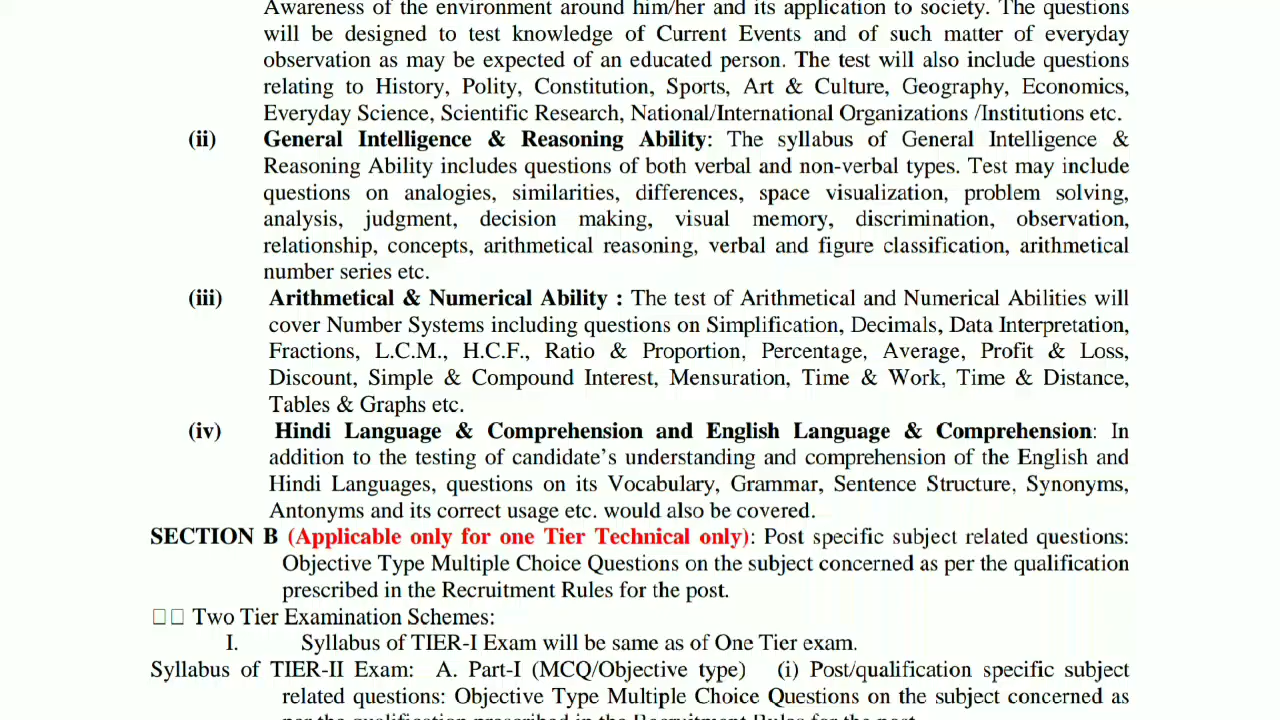 Awareness of the environment around him/her and its application to society. The questions
will be designed to test knowledge of Current Events and of such matter of everyday
observation as may be expected of an educated person. The test will also include questions
relating to History, Polity, Constitution, Sports, Art & Culture, Geography, Economics,
Everyday Science, Scientific Research, National/International Organizations /Institutions etc.
(ii) General Intelligence & Reasoning Ability: The syllabus of General Intelligence &
Reasoning Ability includes questions of both verbal and non-verbal types. Test may include
questions on analogies, similarities, differences, space visualization, problem solving,
analysis, judgment, decision making, visual memory, discrimination, observation,
relationship, concepts, arithmetical reasoning, verbal and figure classification, arithmetical
number series etc.
(iii) Arithmetical & Numerical Ability : The test of Arithmetical and Numerical Abilities will
cover Number Systems including questions on Simplification, Decimals, Data Interpretation,
Fractions, L.C.M., H.C.F., Ratio & Proportion, Percentage, Average, Profit & Loss,
Discount, Simple & Compound Interest, Mensuration, Time & Work, Time & Distance,
Tables & Graphs etc.
(iv) Hindi Language & Comprehension and English Language & Comprehension: In
addition to the testing of candidate’s understanding and comprehension of the English and
Hindi Languages, questions on its Vocabulary, Grammar, Sentence Structure, Synonyms,
Antonyms and its correct usage etc. would also be covered.
SECTION B (Applicable only for one Tier Technical only): Post specific subject related questions:
Objective Type Multiple Choice Questions on the subject concerned as per the qualification
prescribed in the Recruitment Rules for the post.
Two Tier Examination Schemes:
I. Syllabus of TIER-I Exam will be same as of One Tier exam.
Syllabus of TIER-II Exam: A. Part-I (MCQ/Objective type) (i) Post/qualification specific subject
related questions: Objective Type Multiple Choice Questions on the subject concerned as
per the qualification prescribed in the Recruitment Rules for the post